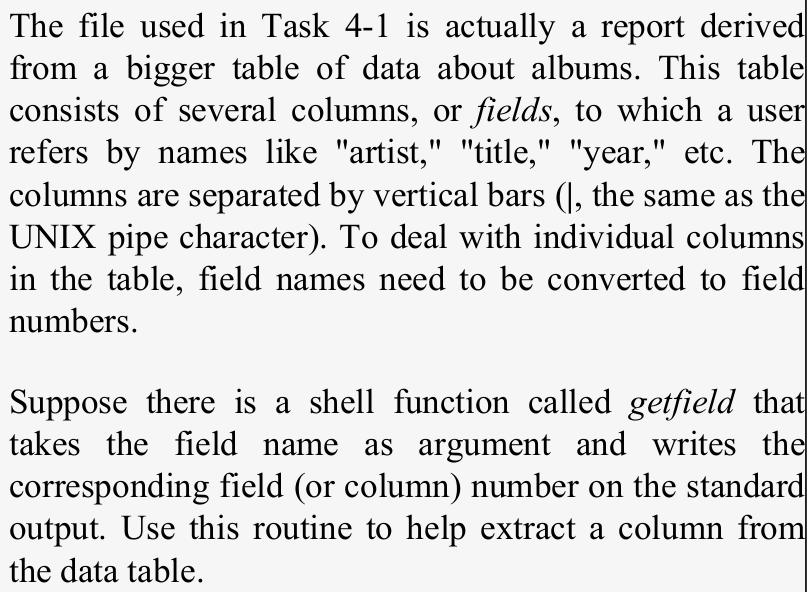 The file used in Task 4-1 is actually a report derived
from a bigger table of data about albums. This table
consists of several columns, or fields, to which a user
refers by names like "artist," "title," "year," etc. The
columns are separated by vertical bars (|, the same as the
UNIX pipe character). To deal with individual columns
in the table, field names need to be converted to field
numbers.

Suppose there is a shell function called getfield that
takes the field name as argument and writes the
corresponding field (or column) number on the standard
output. Use this routine to help extract a column from
the data table.